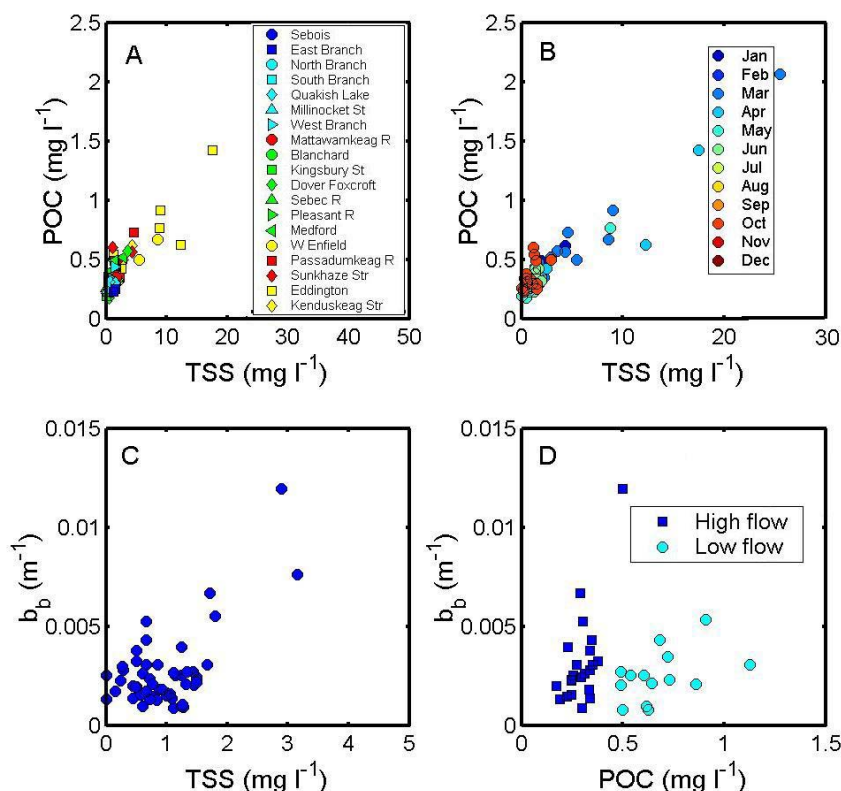 A
POC (mg l⁻¹)
2.5
2
1.5
1
0.5
0
0 10 20 30 40 50
TSS (mg l⁻¹)
Sebois
East Branch
North Branch
South Branch
Quakish Lake
Millinocket St
West Branch
Mattawamkeag R
Blanchard
Kingsbury St
Dover Foxcroft
Sebec R
Pleasant R
Medford
W Enfield
Passadumkeag R
Sunkhaze Str
Eddington
Kenduskeag Str
B
POC (mg l⁻¹)
2.5
2
1.5
1
0.5
0
0 10 20 30
TSS (mg l⁻¹)
Jan
Feb
Mar
Apr
May
Jun
Jul
Aug
Sep
Oct
Nov
Dec
C
b_b (m⁻¹)
0.015
0.01
0.005
0
0 1 2 3 4 5
TSS (mg l⁻¹)
D
b_b (m⁻¹)
0.015
0.01
0.005
0
0 0.5 1 1.5
POC (mg l⁻¹)
High flow
Low flow